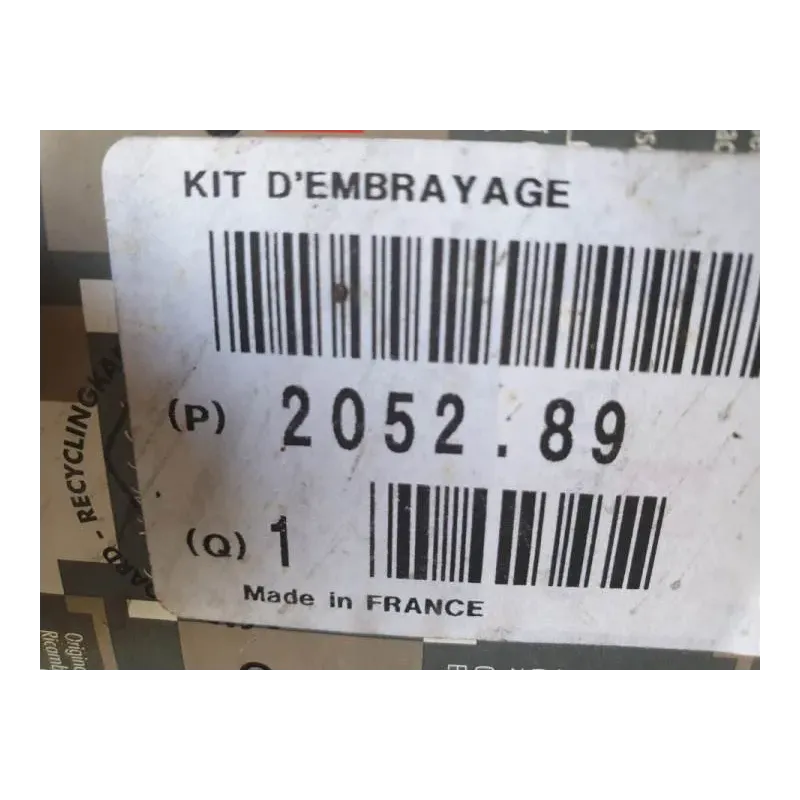 KIT D'EMBRAYAGE
(P) 2052.89
(Q) 1
Made in FRANCE
- RECYCLINGKA